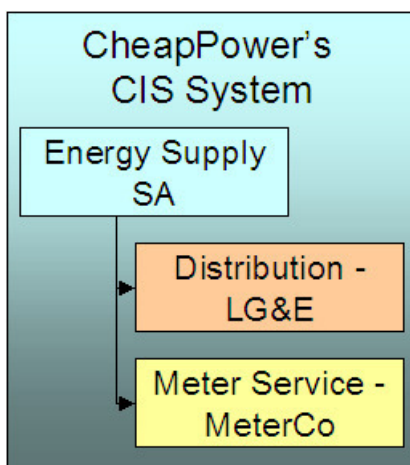 CheapPower's
CIS System
Energy Supply
SA
Distribution -
LG&E
Meter Service -
MeterCo